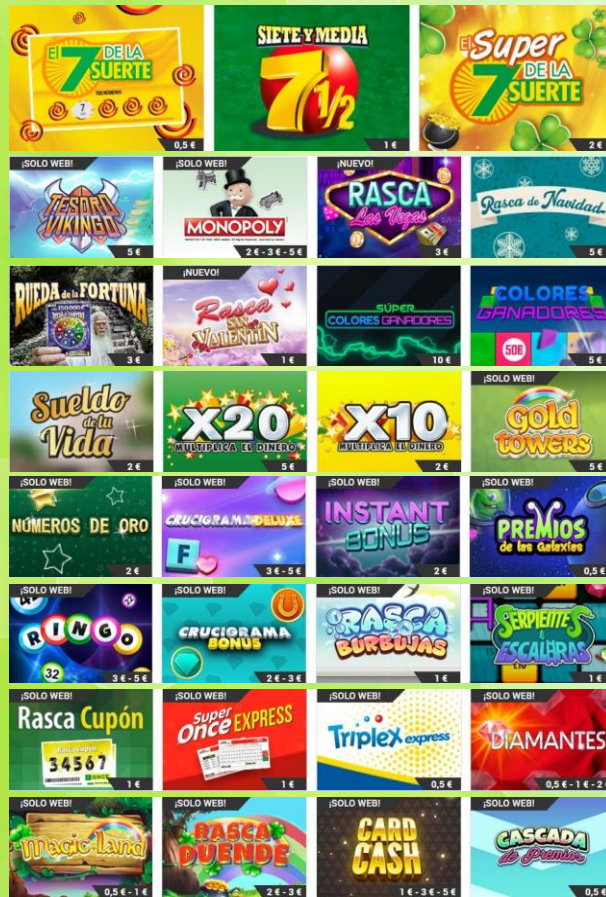 El 7 DE LA
SUERTE
TUS NÚMEROS
7
0,5 €
SIETE Y MEDIA
7 1/2
1 €
El Super
7 DE LA
SUERTE
2 €
¡SOLO WEB!
TESORO
VIKINGO
5 €
¡SOLO WEB!
MONOPOLY
2 € - 3 € - 5 €
¡NUEVO!
RASCA
Las Vegas
3 €
Rasca de Navidad.
5 €
RUEDA de la FORTUNA
3 €
¡NUEVO!
Rasca
SAN
VALENTÍN
1 €
SÚPER
COLORES GANADORES
10 €
COLORES
GANADORES
50€
5 €
Sueldo
de tu
Vida
2 €
X20
MULTIPLICA EL DINERO
5 €
X10
MULTIPLICA EL DINERO
2 €
¡SOLO WEB!
GOLD
TOWERS
5 €
¡SOLO WEB!
NÚMEROS DE ORO
2 €
¡SOLO WEB!
CRUCIGRAMA DELUXE
F
3 € - 5 €
¡SOLO WEB!
INSTANT
BONUS
2 €
¡SOLO WEB!
PREMIOS
de las Galaxias
0,5 €
¡SOLO WEB!
RINGO
32
3 € - 5 €
¡SOLO WEB!
CRUCIGRAMA
BONUS
2 € - 3 €
¡SOLO WEB!
RASCA
BURBUJAS
1 €
¡SOLO WEB!
SERPIENTES
&
ESCALERAS
1 €
¡SOLO WEB!
Rasca Cupón
Rasca Cupón
34567
ONCE
1 €
¡SOLO WEB!
Super
Once EXPRESS
1 €
¡SOLO WEB!
Triplex express
0,5 €
¡SOLO WEB!
DIAMANTES
0,5 € - 1 € - 2 €
¡SOLO WEB!
Magic Land
0,5 € - 1 €
¡SOLO WEB!
RASCA
DUENDE
2 € - 3 €
¡SOLO WEB!
CARD
CASH
1 € - 3 € - 5 €
¡SOLO WEB!
CASCADA
de Premios
0,5 €